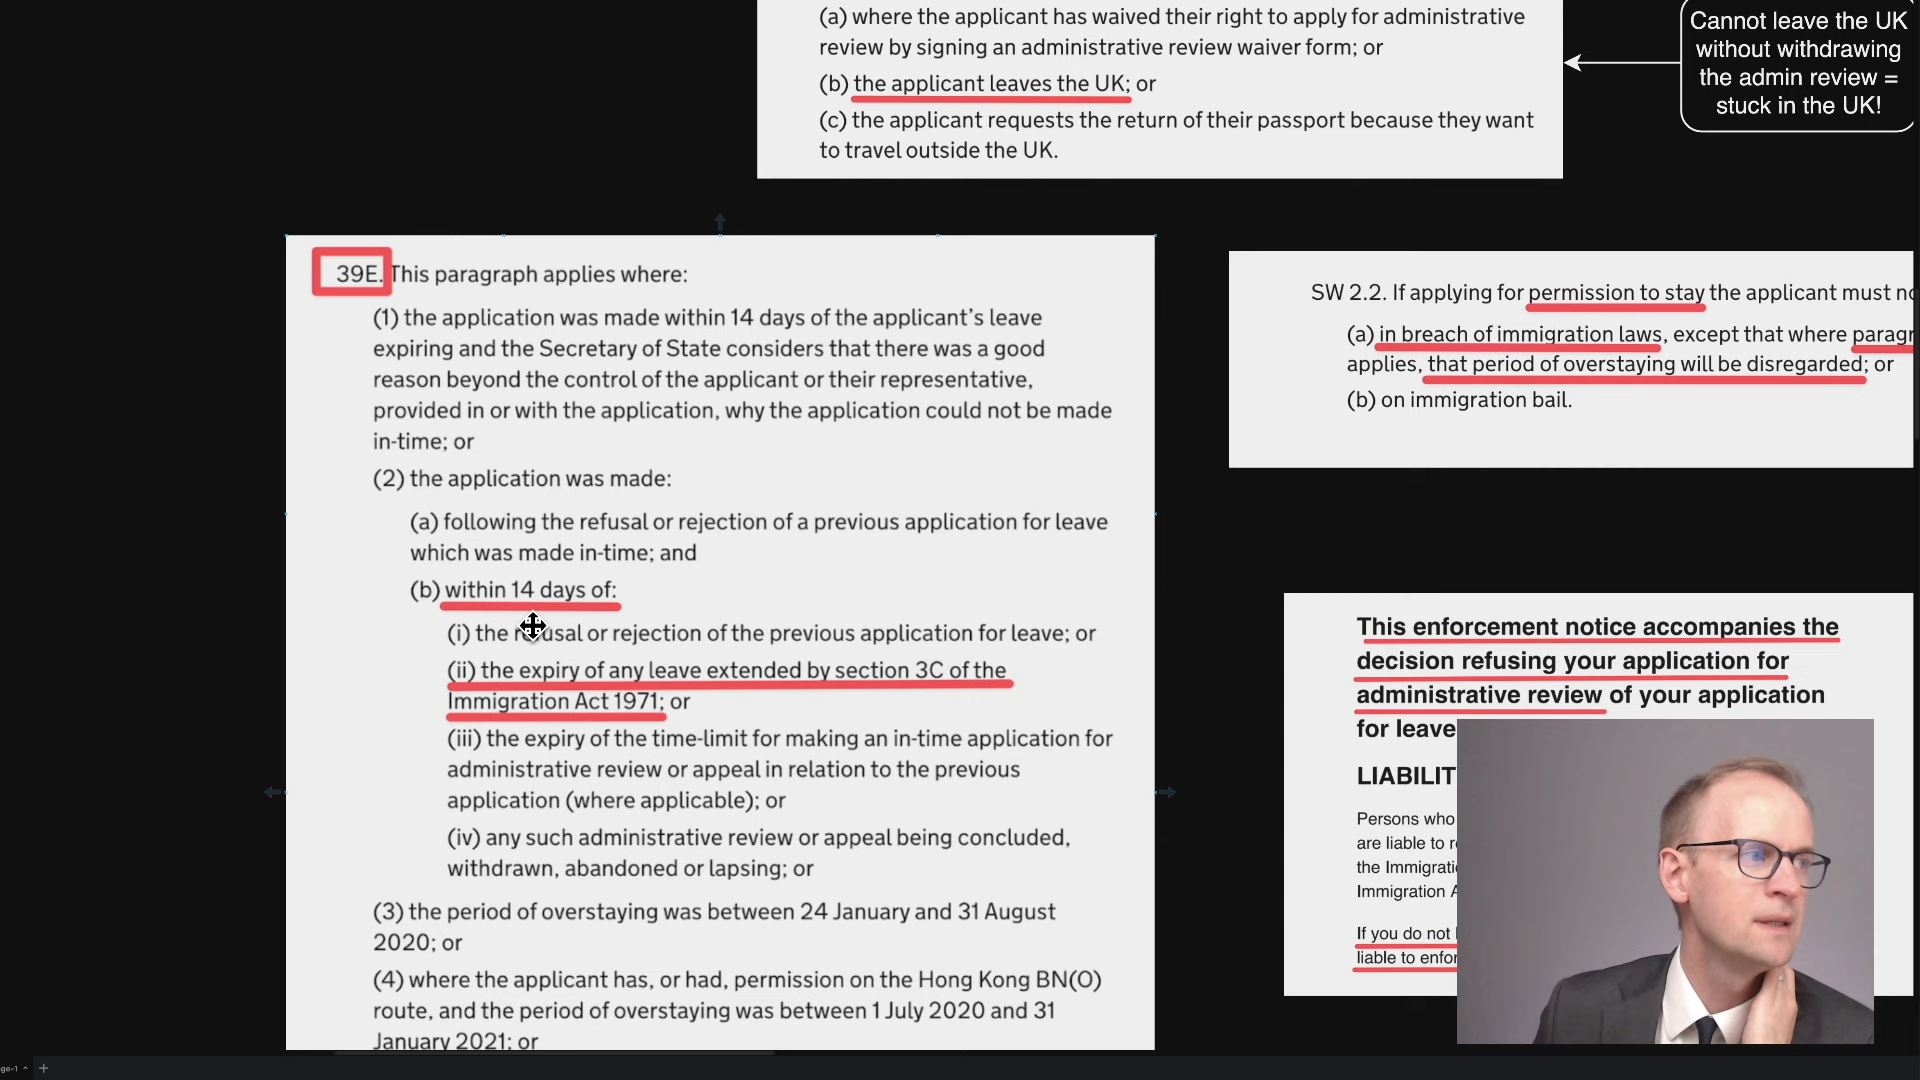 (a) where the applicant has waived their right to apply for administrative
review by signing an administrative review waiver form; or
(b) the applicant leaves the UK; or
(c) the applicant requests the return of their passport because they want
to travel outside the UK.
Cannot leave the UK
without withdrawing
the admin review =
stuck in the UK!
39E. This paragraph applies where:
(1) the application was made within 14 days of the applicant’s leave
expiring and the Secretary of State considers that there was a good
reason beyond the control of the applicant or their representative,
provided in or with the application, why the application could not be made
in-time; or
(2) the application was made:
(a) following the refusal or rejection of a previous application for leave
which was made in-time; and
(b) within 14 days of:
(i) the refusal or rejection of the previous application for leave; or
(ii) the expiry of any leave extended by section 3C of the
Immigration Act 1971; or
(iii) the expiry of the time-limit for making an in-time application for
administrative review or appeal in relation to the previous
application (where applicable); or
(iv) any such administrative review or appeal being concluded,
withdrawn, abandoned or lapsing; or
(3) the period of overstaying was between 24 January and 31 August
2020; or
(4) where the applicant has, or had, permission on the Hong Kong BN(O)
route, and the period of overstaying was between 1 July 2020 and 31
January 2021; or
SW 2.2. If applying for permission to stay the applicant must no
(a) in breach of immigration laws, except that where paragr
applies, that period of overstaying will be disregarded; or
(b) on immigration bail.
This enforcement notice accompanies the
decision refusing your application for
administrative review of your application
for leave
LIABILIT
Persons who
are liable to r
the Immigrati
Immigration A
If you do not
liable to enfor
ge-1